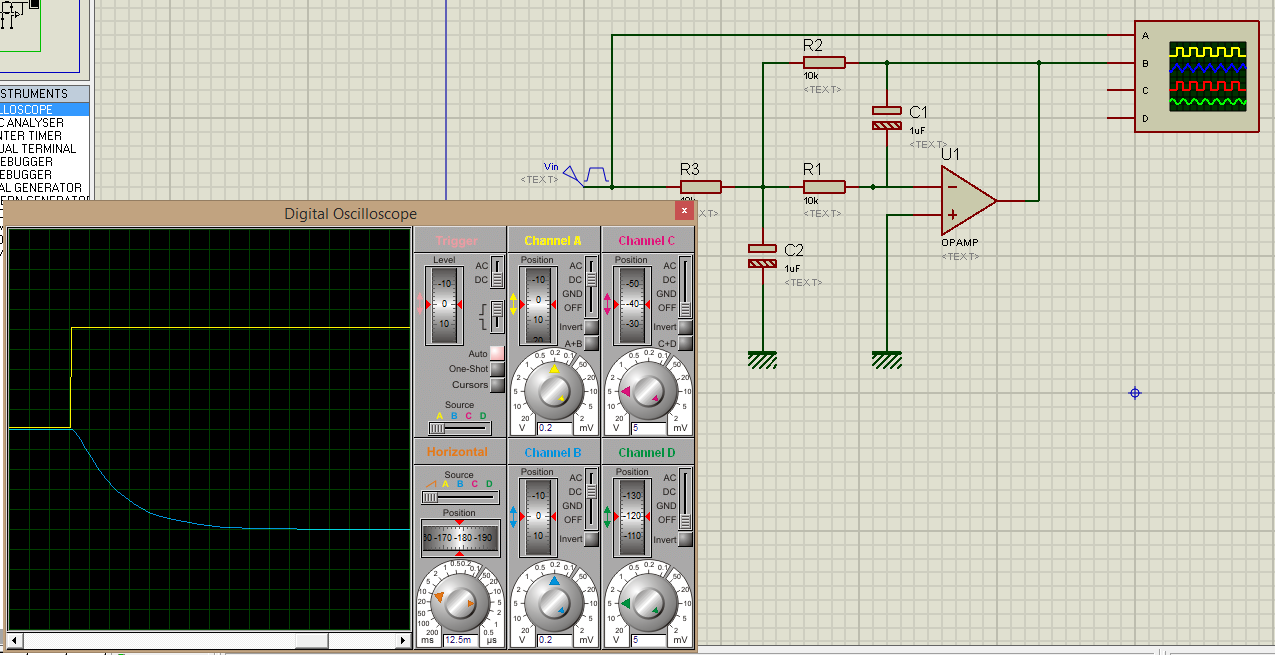 STRUMENTS
LLOSCOPE
C ANALYSER
NTER TIMER
UAL TERMINAL
EBUGGER
EBUGGER
AL GENERATOR
Vin
<TEXT>
R3
R2
10k
<TEXT>
C1
1uF
<TEXT>
R1
10k
<TEXT>
U1
OPAMP
<TEXT>
C2
1uF
<TEXT>
A
B
C
D
Digital Oscilloscope
x
Trigger
Level
AC
DC
-10
0
10
Auto
One-Shot
Cursors
Source
A B C D
Channel A
Position
AC
DC
GND
OFF
-10
0
10
20
Invert
A+B
20 10 5 2 1 0.5 0.2 0.1 50 20 10 5 2
V
0.2
mV
Channel C
Position
AC
DC
GND
OFF
-50
-40
-30
Invert
C+D
20 10 5 2 1 0.5 0.2 0.1 50 20 10 5 2
V
5
mV
Horizontal
Source
A B C D
Position
-170 -180 -190
200 100 50 20 10 5 2 1 0.5 0.2 0.1 50 20 10 5 2 1 0.5
ms
12.5m
µs
Channel B
Position
AC
DC
GND
OFF
-10
0
10
Invert
20 10 5 2 1 0.5 0.2 0.1 50 20 10 5 2
V
0.2
mV
Channel D
Position
AC
DC
GND
OFF
-130
-120
-110
Invert
20 10 5 2 1 0.5 0.2 0.1 50 20 10 5 2
V
5
mV